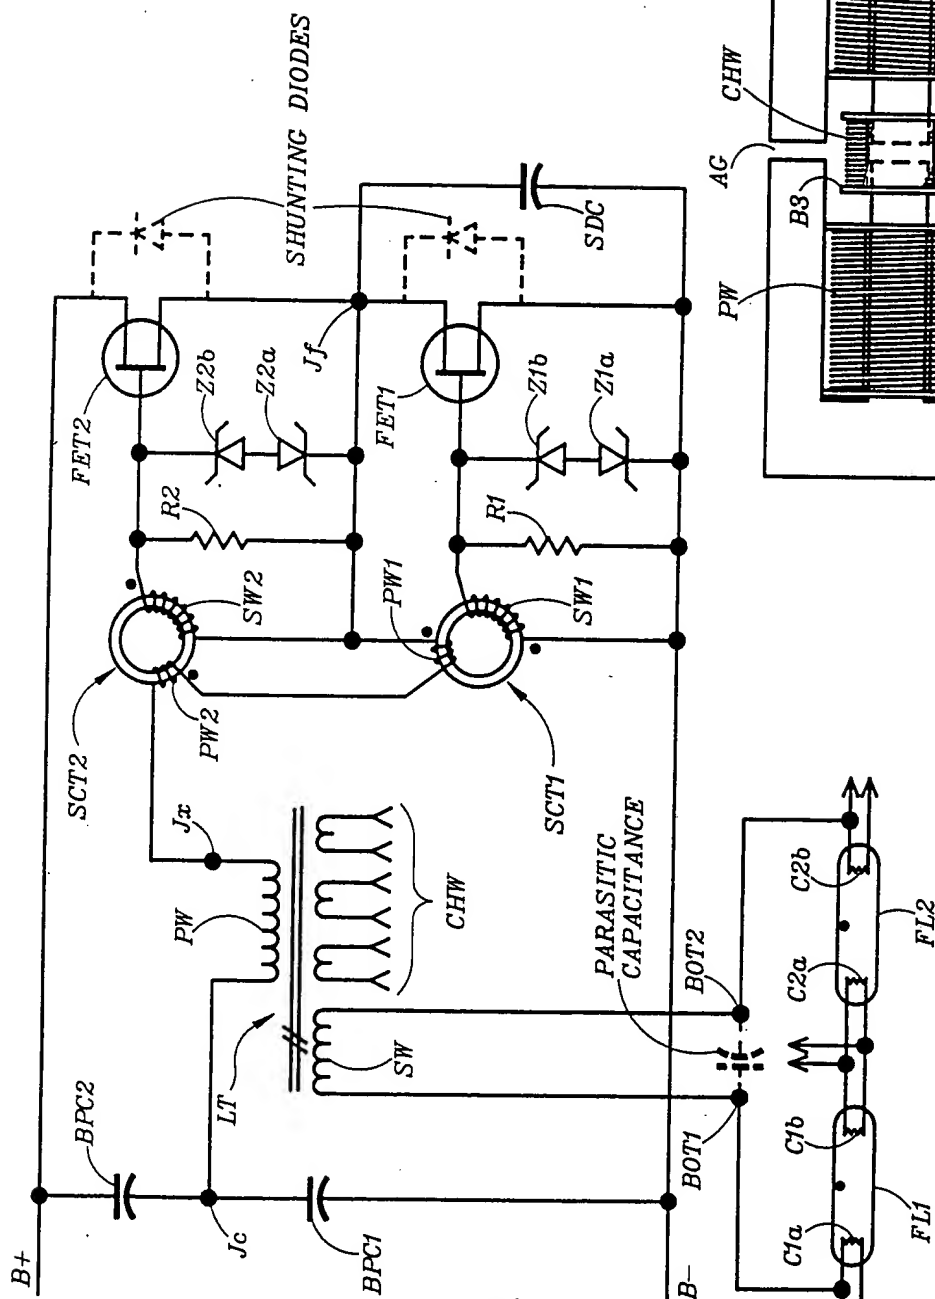 B+
BPC2
Jc
BPC1
B-
LT
PW
Jx
CHW
SW
SCT2
PW2
SW2
R2
FET2
Z2b
Z2a
Jf
SHUNTING DIODES
SDC
SCT1
PW1
SW1
R1
FET1
Z1b
Z1a
PARASITIC
CAPACITANCE
BOT1
BOT2
C1a
C1b
C2a
C2b
FL1
FL2
PW
B3
AG
CHW